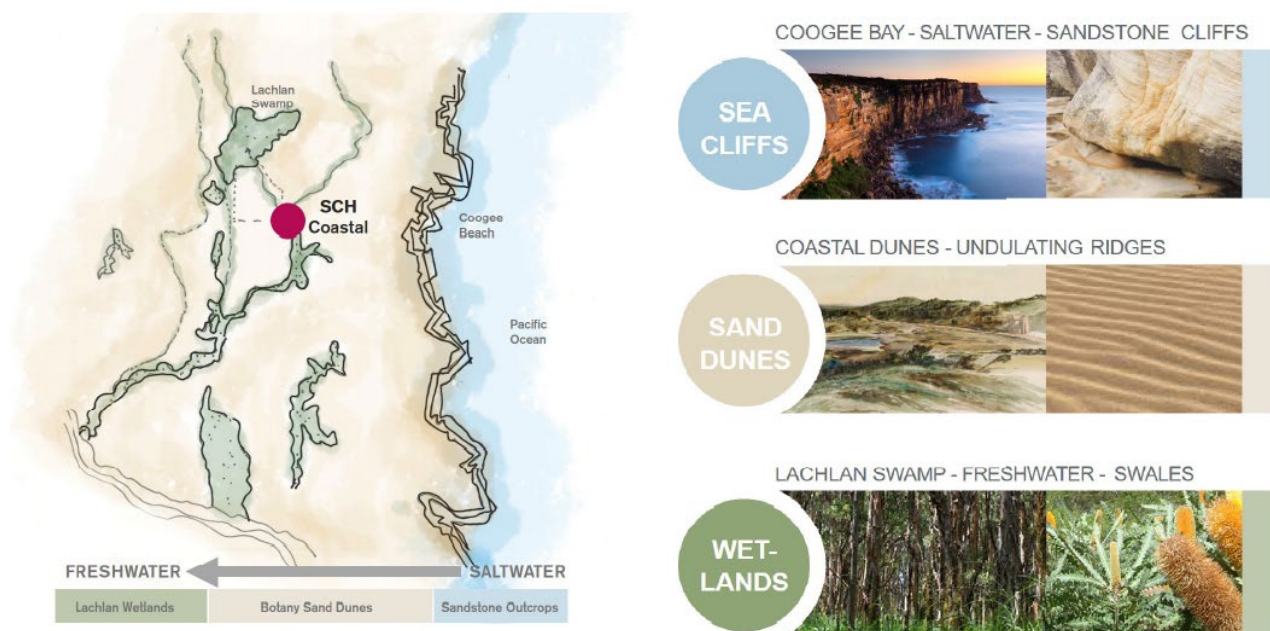 Lachlan
Swamp
SCH
Coastal
Coogee
Beach
Pacific
Ocean
FRESHWATER
SALTWATER
Lachlan Wetlands
Botany Sand Dunes
Sandstone Outcrops
COOGEE BAY - SALTWATER - SANDSTONE CLIFFS
SEA
CLIFFS
COASTAL DUNES - UNDULATING RIDGES
SAND
DUNES
LACHLAN SWAMP - FRESHWATER - SWALES
WET-
LANDS